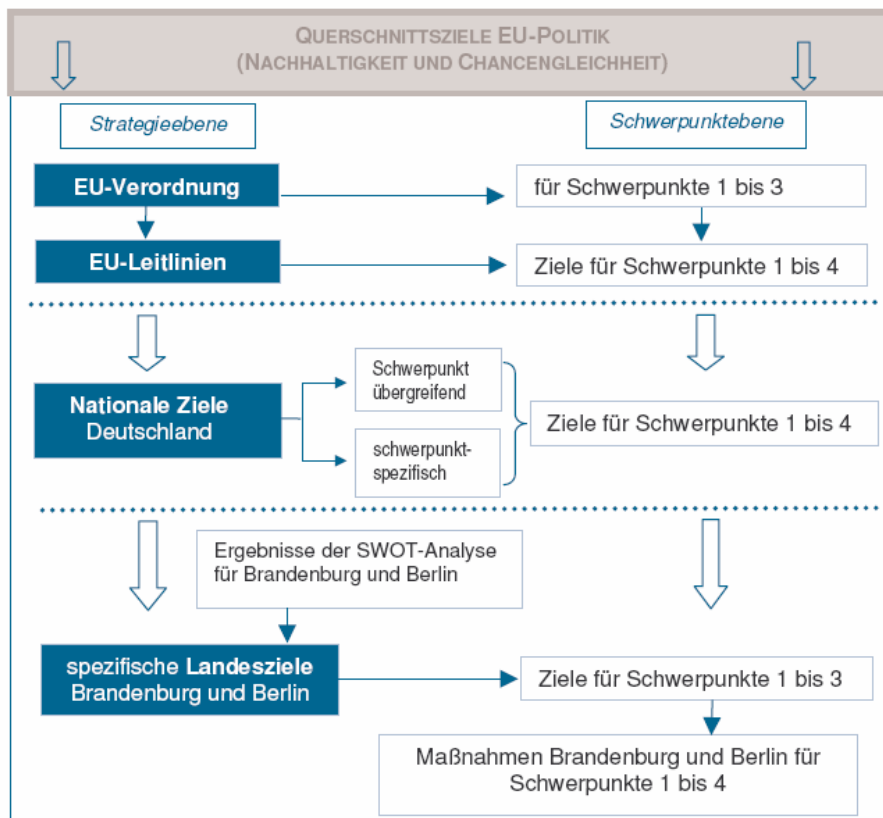 QUERSCHNITTSZIELE EU-POLITIK
(NACHHALTIGKEIT UND CHANCENGLEICHHEIT)
Strategieebene
Schwerpunktebene
EU-Verordnung
für Schwerpunkte 1 bis 3
EU-Leitlinien
Ziele für Schwerpunkte 1 bis 4
Nationale Ziele
Deutschland
Schwerpunkt
übergreifend
schwerpunkt-
spezifisch
Ziele für Schwerpunkte 1 bis 4
Ergebnisse der SWOT-Analyse
für Brandenburg und Berlin
spezifische Landesziele
Brandenburg und Berlin
Ziele für Schwerpunkte 1 bis 3
Maßnahmen Brandenburg und Berlin für
Schwerpunkte 1 bis 4